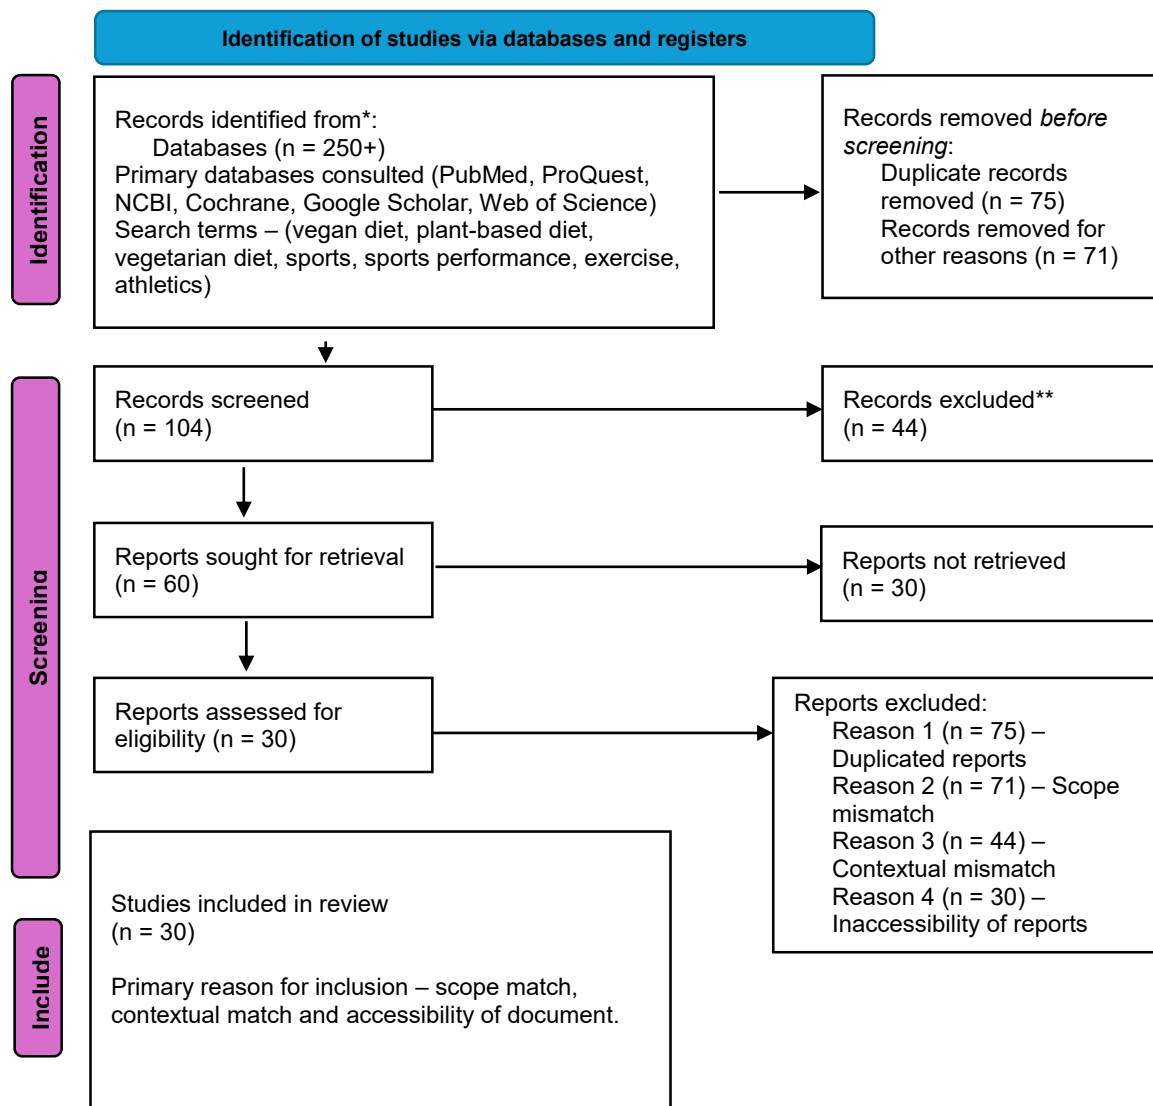 Identification of studies via databases and registers
Identification
Records identified from*:
Databases (n = 250+)
Primary databases consulted (PubMed, ProQuest,
NCBI, Cochrane, Google Scholar, Web of Science)
Search terms – (vegan diet, plant-based diet,
vegetarian diet, sports, sports performance, exercise,
athletics)
Records removed before
screening:
Duplicate records
removed (n = 75)
Records removed for
other reasons (n = 71)
Screening
Records screened
(n = 104)
Records excluded**
(n = 44)
Reports sought for retrieval
(n = 60)
Reports not retrieved
(n = 30)
Reports assessed for
eligibility (n = 30)
Reports excluded:
Reason 1 (n = 75) –
Duplicated reports
Reason 2 (n = 71) – Scope
mismatch
Reason 3 (n = 44) –
Contextual mismatch
Reason 4 (n = 30) –
Inaccessibility of reports
Include
Studies included in review
(n = 30)
Primary reason for inclusion – scope match,
contextual match and accessibility of document.